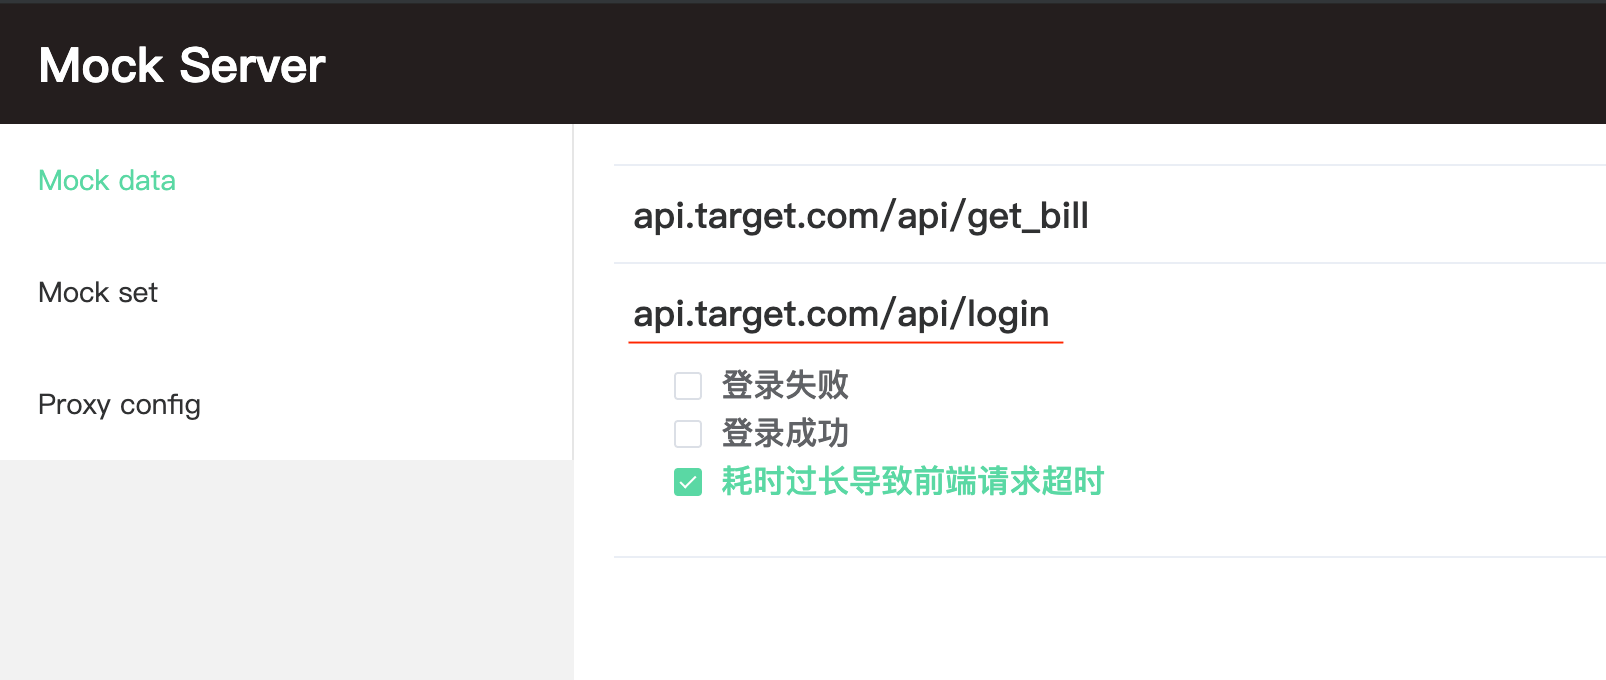 Mock Server
Mock data
Mock set
Proxy config
api.target.com/api/get_bill
api.target.com/api/login
登录失败
登录成功
耗时过长导致前端请求超时